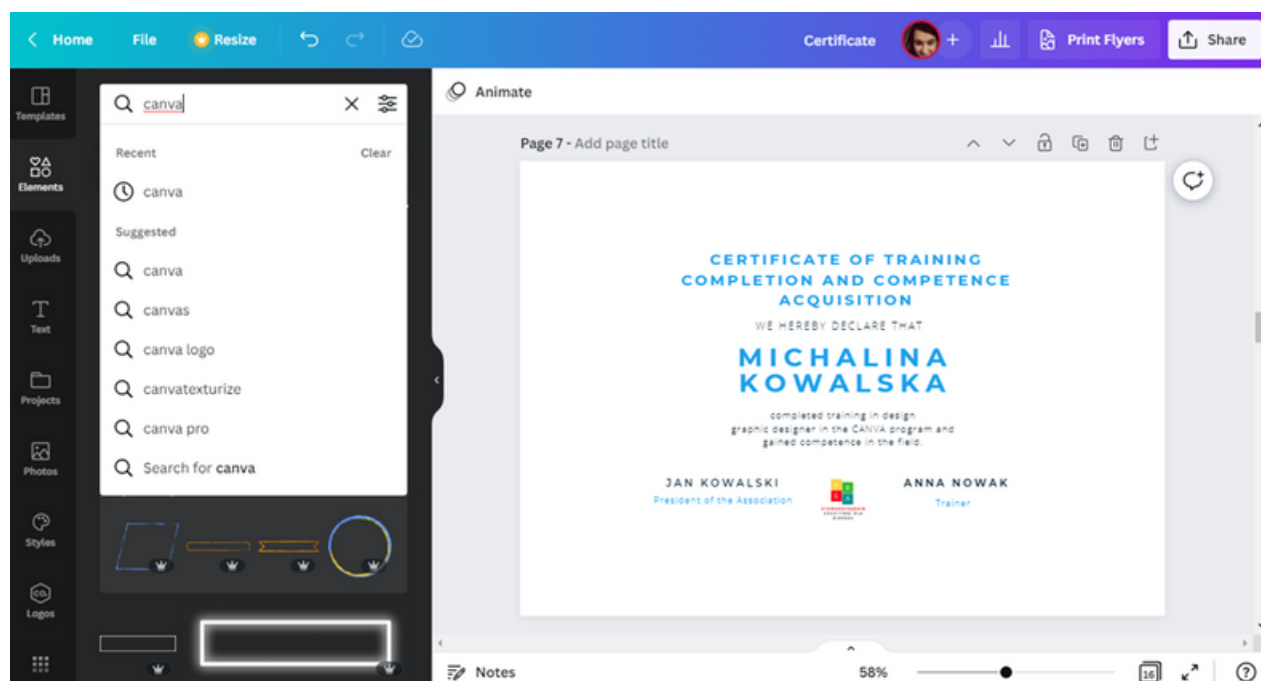 Home File Resize Certificate + Print Flyers Share
Templates
Elements
Uploads
Text
Projects
Photos
Styles
CO.
Logos
canva
Recent Clear
canva
Suggested
canva
canvas
canva logo
canvatexturize
canva pro
Search for canva
Animate
Page 7 - Add page title
CERTIFICATE OF TRAINING
COMPLETION AND COMPETENCE
ACQUISITION
WE HEREBY DECLARE THAT
MICHALINA
KOWALSKA
completed training in design
graphic designer in the CANVA program and
gained competence in the field.
JAN KOWALSKI
President of the Association
ANNA NOWAK
Trainer
Notes 58% 16 ?